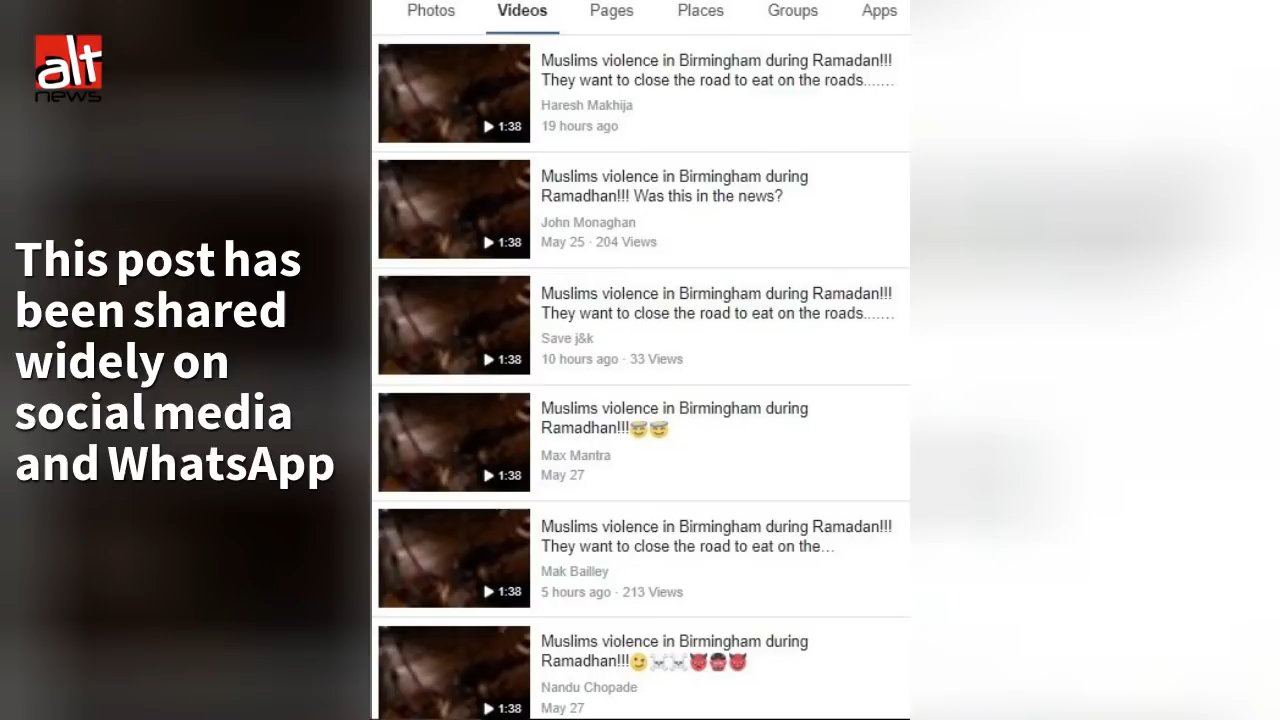 alt
news
This post has
been shared
widely on
social media
and WhatsApp
Photos Videos Pages Places Groups Apps
1:38
Muslims violence in Birmingham during Ramadan!!!
They want to close the road to eat on the roads.......
Haresh Makhija
19 hours ago
1:38
Muslims violence in Birmingham during
Ramadhan!!! Was this in the news?
John Monaghan
May 25 · 204 Views
1:38
Muslims violence in Birmingham during Ramadan!!!
They want to close the road to eat on the roads.......
Save j&k
10 hours ago · 33 Views
1:38
Muslims violence in Birmingham during
Ramadhan!!!😇😇
Max Mantra
May 27
1:38
Muslims violence in Birmingham during Ramadan!!!
They want to close the road to eat on the...
Mak Bailley
5 hours ago · 213 Views
1:38
Muslims violence in Birmingham during
Ramadhan!!!😉☠☠👿👹👿
Nandu Chopade
May 27